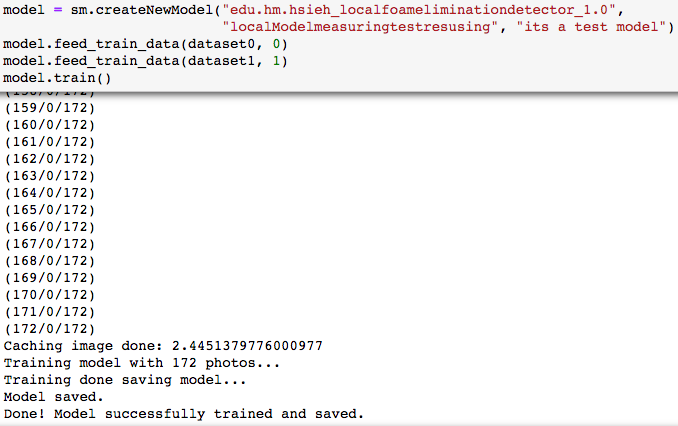 model = sm.createNewModel("edu.hm.hsieh_localfoameliminationdetector_1.0",
"localModelmeasuringtestresusing", "its a test model")
model.feed_train_data(dataset0, 0)
model.feed_train_data(dataset1, 1)
model.train()
(158/0/172)
(159/0/172)
(160/0/172)
(161/0/172)
(162/0/172)
(163/0/172)
(164/0/172)
(165/0/172)
(166/0/172)
(167/0/172)
(168/0/172)
(169/0/172)
(170/0/172)
(171/0/172)
(172/0/172)
Caching image done: 2.4451379776000977
Training model with 172 photos...
Training done saving model...
Model saved.
Done! Model successfully trained and saved.